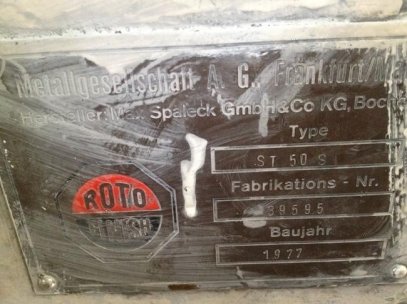 Metallgesellschaft A. G., Frankfurt/Ma
Hersteller: Max Spaleck GmbH & Co KG, Boch
Type
ST 50 S
Fabrikations - Nr.
39595
Baujahr
1977
ROTO
FINISH